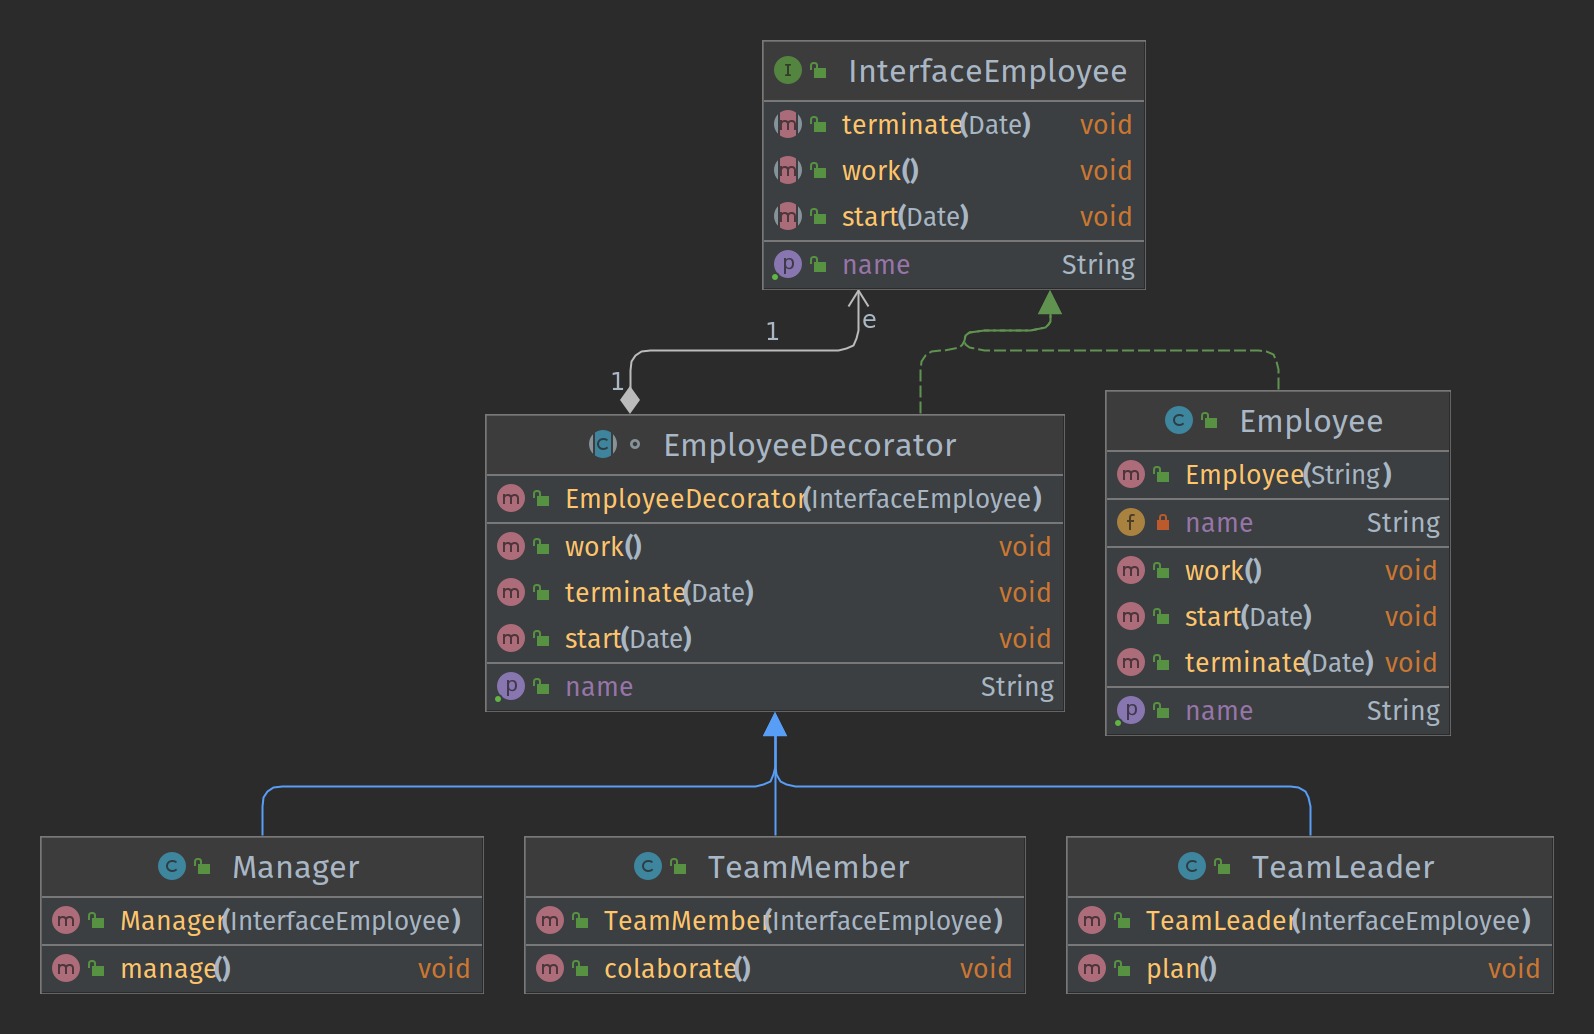 InterfaceEmployee
terminate(Date) void
work() void
start(Date) void
name String
1 e
1
EmployeeDecorator
EmployeeDecorator(InterfaceEmployee)
work() void
terminate(Date) void
start(Date) void
name String
Employee
Employee(String)
name String
work() void
start(Date) void
terminate(Date) void
name String
Manager
Manager(InterfaceEmployee)
manage() void
TeamMember
TeamMember(InterfaceEmployee)
colaborate() void
TeamLeader
TeamLeader(InterfaceEmployee)
plan() void